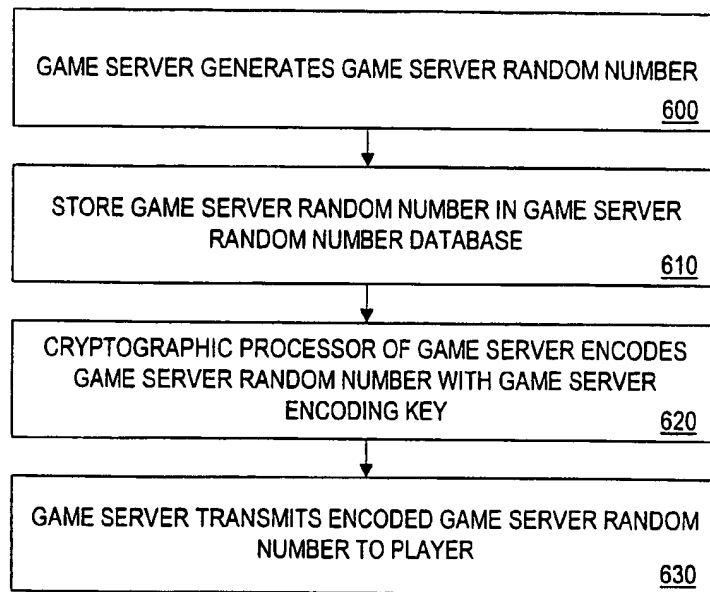 GAME SERVER GENERATES GAME SERVER RANDOM NUMBER
600
STORE GAME SERVER RANDOM NUMBER IN GAME SERVER
RANDOM NUMBER DATABASE
610
CRYPTOGRAPHIC PROCESSOR OF GAME SERVER ENCODES
GAME SERVER RANDOM NUMBER WITH GAME SERVER
ENCODING KEY
620
GAME SERVER TRANSMITS ENCODED GAME SERVER RANDOM
NUMBER TO PLAYER
630